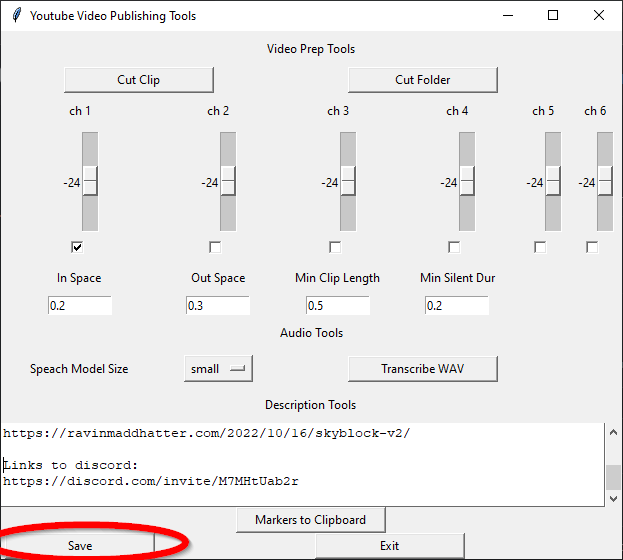 Youtube Video Publishing Tools
Video Prep Tools
Cut Clip Cut Folder
ch 1 ch 2 ch 3 ch 4 ch 5 ch 6
-24 -24 -24 -24 -24 -24
In Space Out Space Min Clip Length Min Silent Dur
0.2 0.3 0.5 0.2
Audio Tools
Speach Model Size small Transcribe WAV
Description Tools
https://ravinmaddhatter.com/2022/10/16/skyblock-v2/
Links to discord:
https://discord.com/invite/M7MHtUab2r
Markers to Clipboard
Save Exit